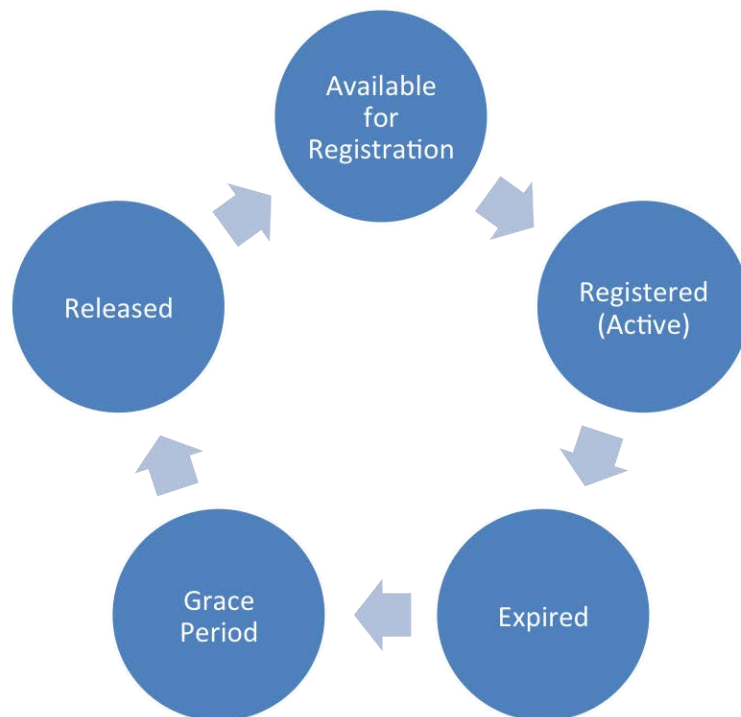 Available
for
Registration
Registered
(Active)
Expired
Grace
Period
Released